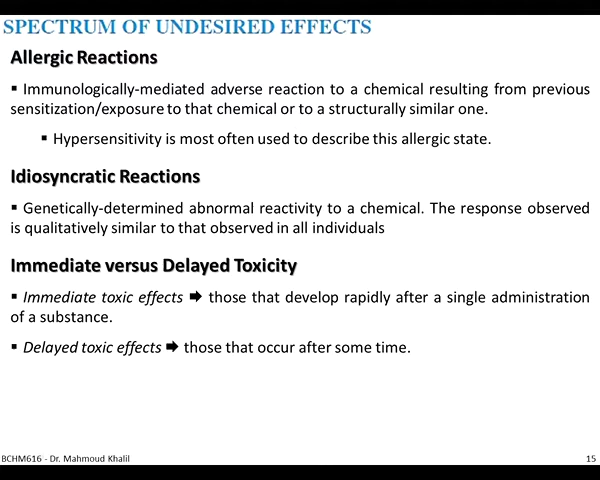 SPECTRUM OF UNDESIRED EFFECTS
Allergic Reactions
▪ Immunologically-mediated adverse reaction to a chemical resulting from previous
sensitization/exposure to that chemical or to a structurally similar one.
▪ Hypersensitivity is most often used to describe this allergic state.
Idiosyncratic Reactions
▪ Genetically-determined abnormal reactivity to a chemical. The response observed
is qualitatively similar to that observed in all individuals
Immediate versus Delayed Toxicity
▪ Immediate toxic effects ➡ those that develop rapidly after a single administration
of a substance.
▪ Delayed toxic effects ➡ those that occur after some time.
BCHM616 - Dr. Mahmoud Khalil
15